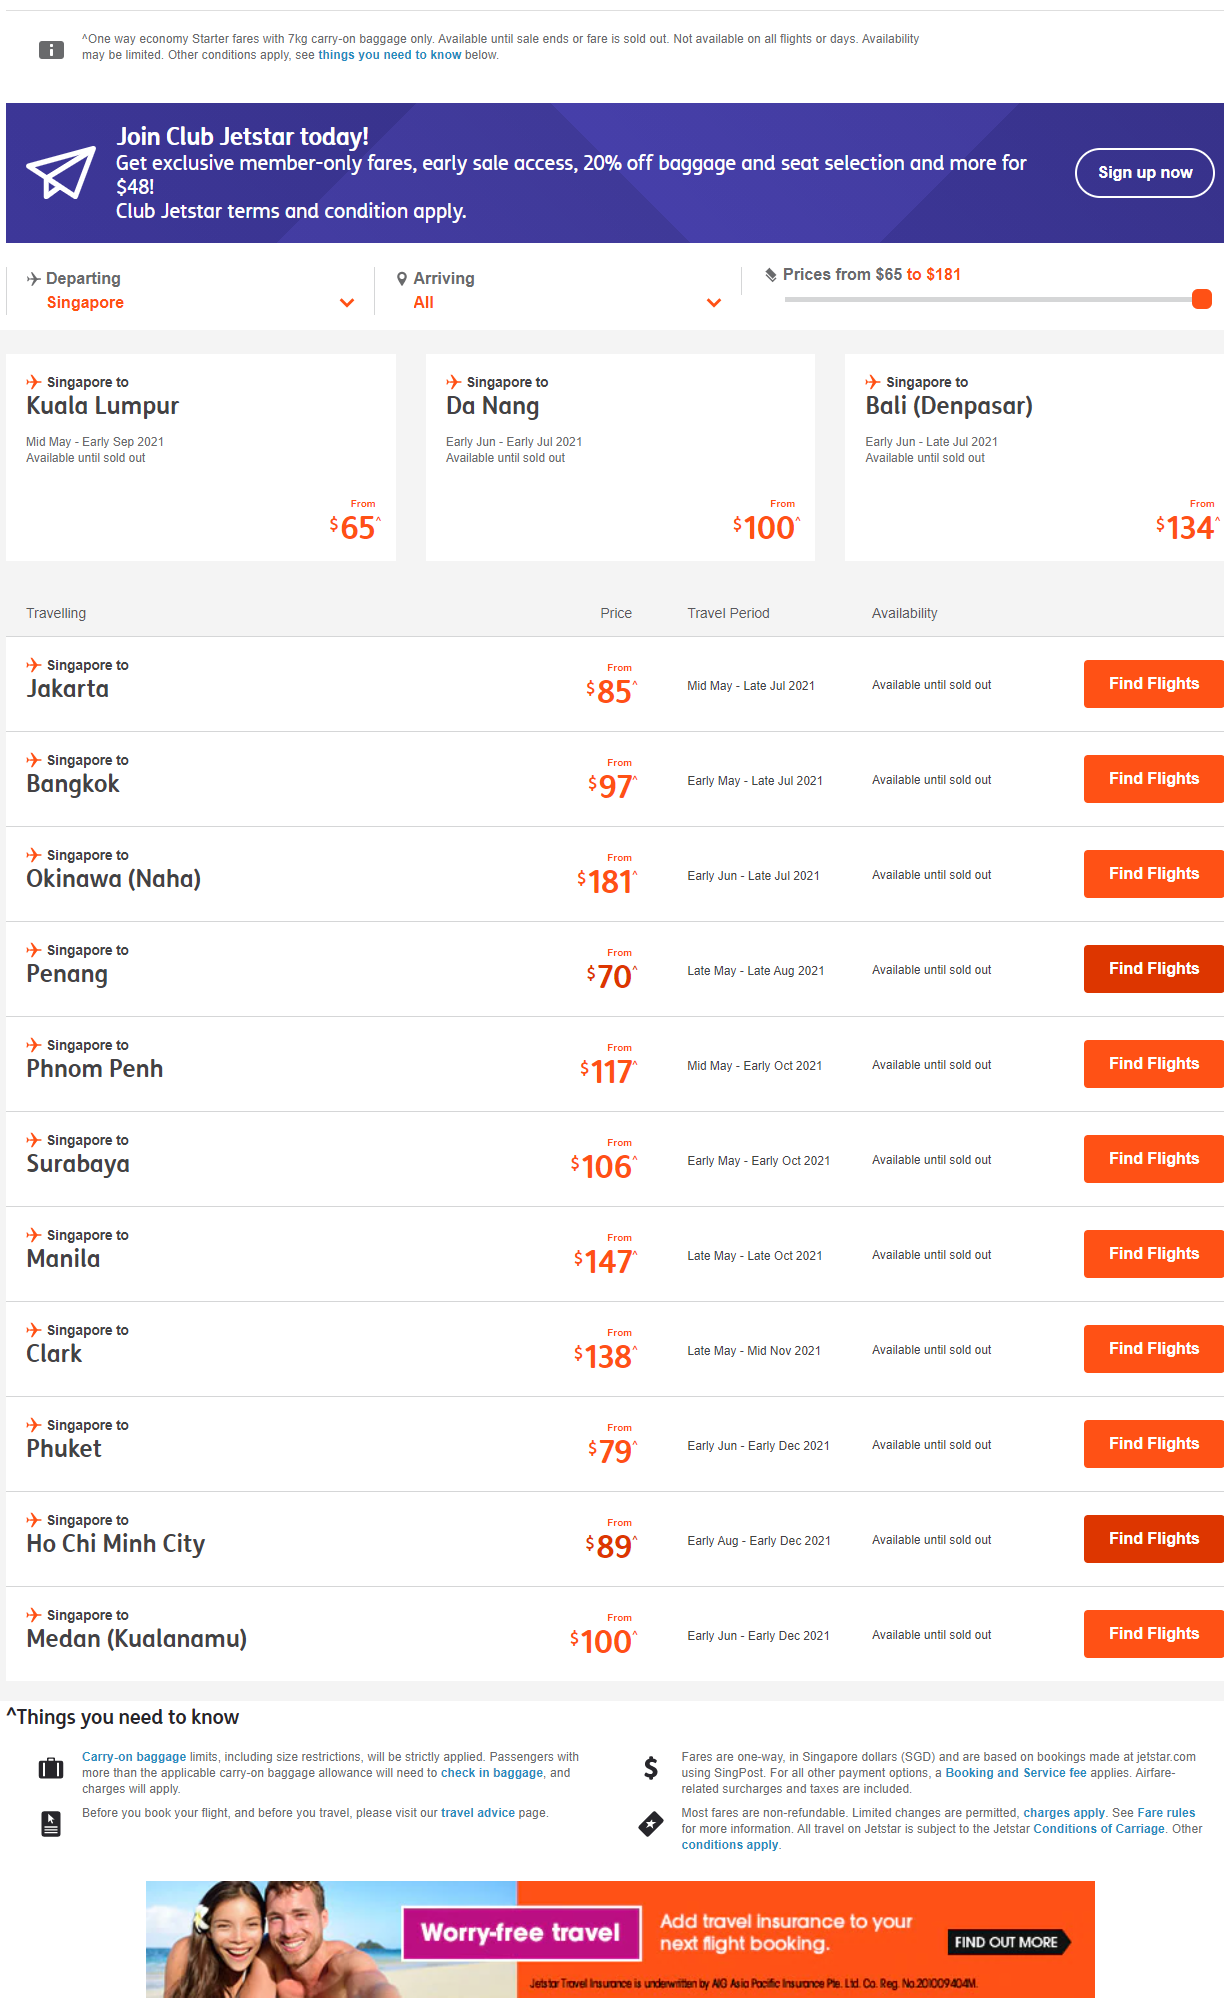 ^One way economy Starter fares with 7kg carry-on baggage only. Available until sale ends or fare is sold out. Not available on all flights or days. Availability
may be limited. Other conditions apply, see things you need to know below.
Join Club Jetstar today!
Get exclusive member-only fares, early sale access, 20% off baggage and seat selection and more for
$48!
Club Jetstar terms and condition apply.
Sign up now
Departing
Singapore
Arriving
All
Prices from $65 to $181
Singapore to
Kuala Lumpur
Mid May - Early Sep 2021
Available until sold out
From
$65^
Singapore to
Da Nang
Early Jun - Early Jul 2021
Available until sold out
From
$100^
Singapore to
Bali (Denpasar)
Early Jun - Late Jul 2021
Available until sold out
From
$134^
Travelling Price Travel Period Availability
Singapore to
Jakarta
From
$85^
Mid May - Late Jul 2021
Available until sold out
Find Flights
Singapore to
Bangkok
From
$97^
Early May - Late Jul 2021
Available until sold out
Find Flights
Singapore to
Okinawa (Naha)
From
$181^
Early Jun - Late Jul 2021
Available until sold out
Find Flights
Singapore to
Penang
From
$70^
Late May - Late Aug 2021
Available until sold out
Find Flights
Singapore to
Phnom Penh
From
$117^
Mid May - Early Oct 2021
Available until sold out
Find Flights
Singapore to
Surabaya
From
$106^
Early May - Early Oct 2021
Available until sold out
Find Flights
Singapore to
Manila
From
$147^
Late May - Late Oct 2021
Available until sold out
Find Flights
Singapore to
Clark
From
$138^
Late May - Mid Nov 2021
Available until sold out
Find Flights
Singapore to
Phuket
From
$79^
Early Jun - Early Dec 2021
Available until sold out
Find Flights
Singapore to
Ho Chi Minh City
From
$89^
Early Aug - Early Dec 2021
Available until sold out
Find Flights
Singapore to
Medan (Kualanamu)
From
$100^
Early Jun - Early Dec 2021
Available until sold out
Find Flights
^Things you need to know
Carry-on baggage limits, including size restrictions, will be strictly applied. Passengers with
more than the applicable carry-on baggage allowance will need to check in baggage, and
charges will apply.
Before you book your flight, and before you travel, please visit our travel advice page.
Fares are one-way, in Singapore dollars (SGD) and are based on bookings made at jetstar.com
using SingPost. For all other payment options, a Booking and Service fee applies. Airfare-
related surcharges and taxes are included.
Most fares are non-refundable. Limited changes are permitted, charges apply. See Fare rules
for more information. All travel on Jetstar is subject to the Jetstar Conditions of Carriage. Other
conditions apply.
Worry-free travel
Add travel insurance to your
next flight booking.
FIND OUT MORE
Jetstar Travel Insurance is underwritten by AIG Asia Pacific Insurance Pte. Ltd. Co. Reg. No.201009404M.